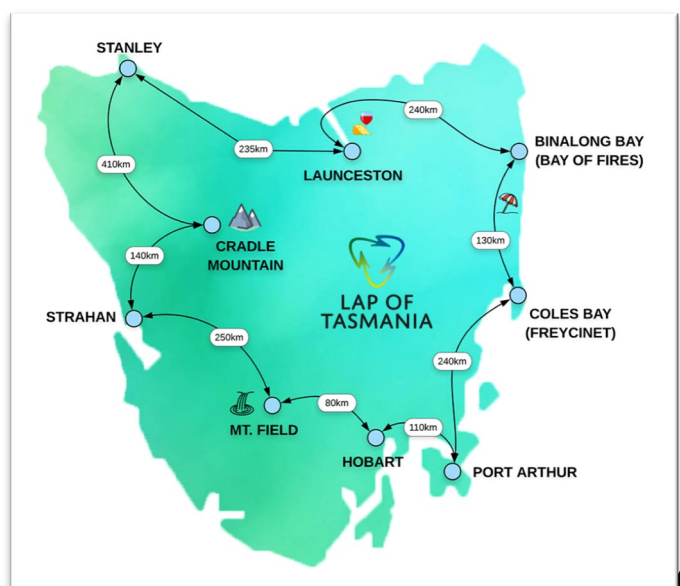 STANLEY
240km
BINALONG BAY
(BAY OF FIRES)
235km
LAUNCESTON
410km
130km
CRADLE
MOUNTAIN
140km
LAP OF
TASMANIA
STRAHAN
COLES BAY
(FREYCINET)
250km
240km
80km
MT. FIELD
110km
HOBART
PORT ARTHUR